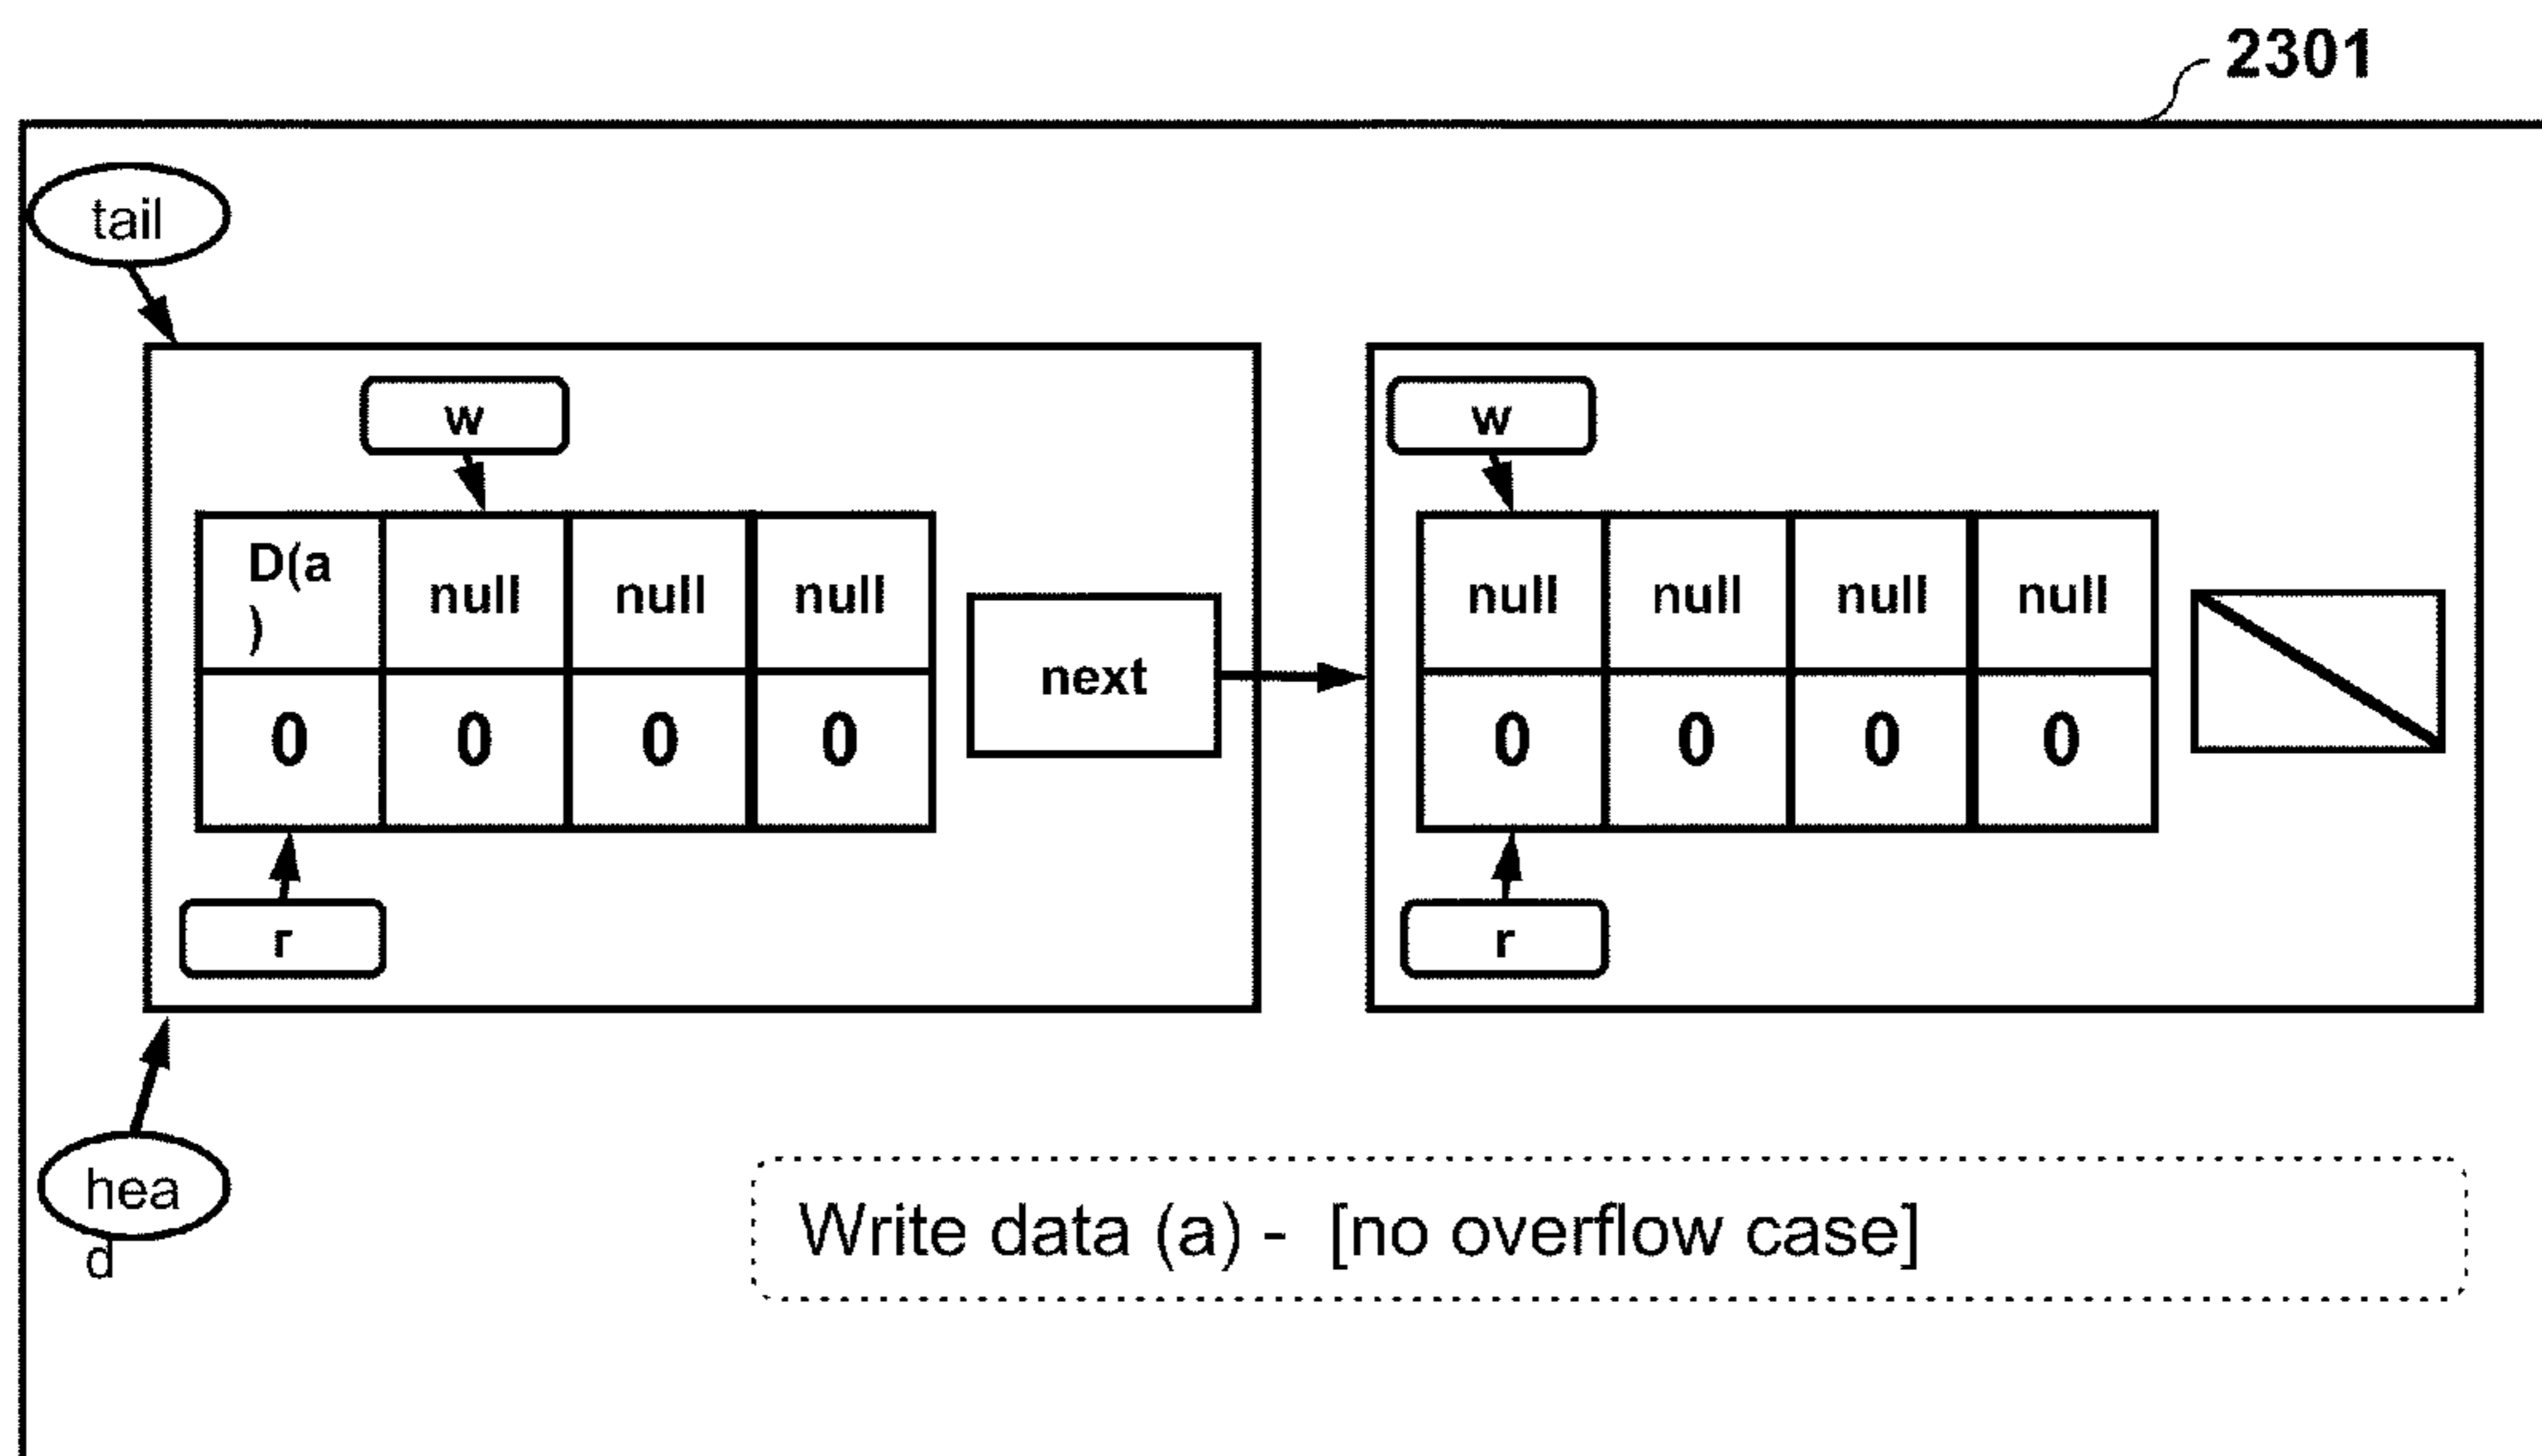 2301
tail
w
w
D(a
)
null
null
null
null
null
null
null
next
0
0
0
0
0
0
0
0
r
r
hea
d
Write data (a) - [no overflow case]